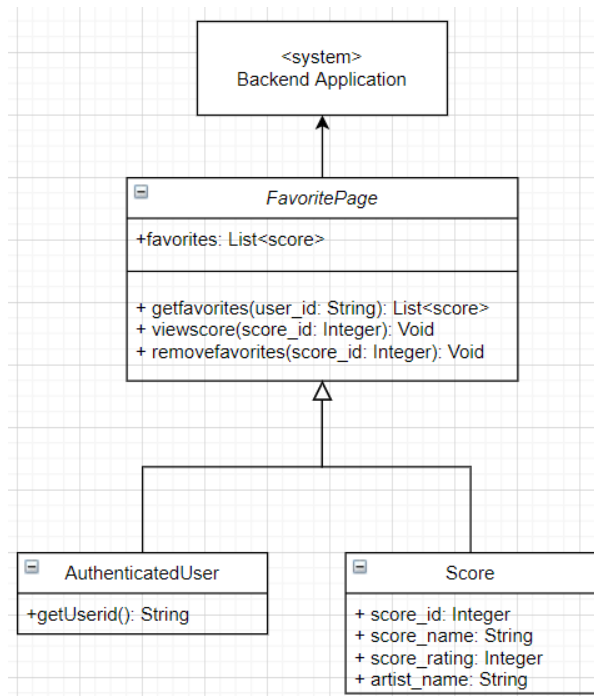 <system>
Backend Application
FavoritePage
+favorites: List<score>
+ getfavorites(user_id: String): List<score>
+ viewscore(score_id: Integer): Void
+ removefavorites(score_id: Integer): Void
AuthenticatedUser
+getUserid(): String
Score
+ score_id: Integer
+ score_name: String
+ score_rating: Integer
+ artist_name: String